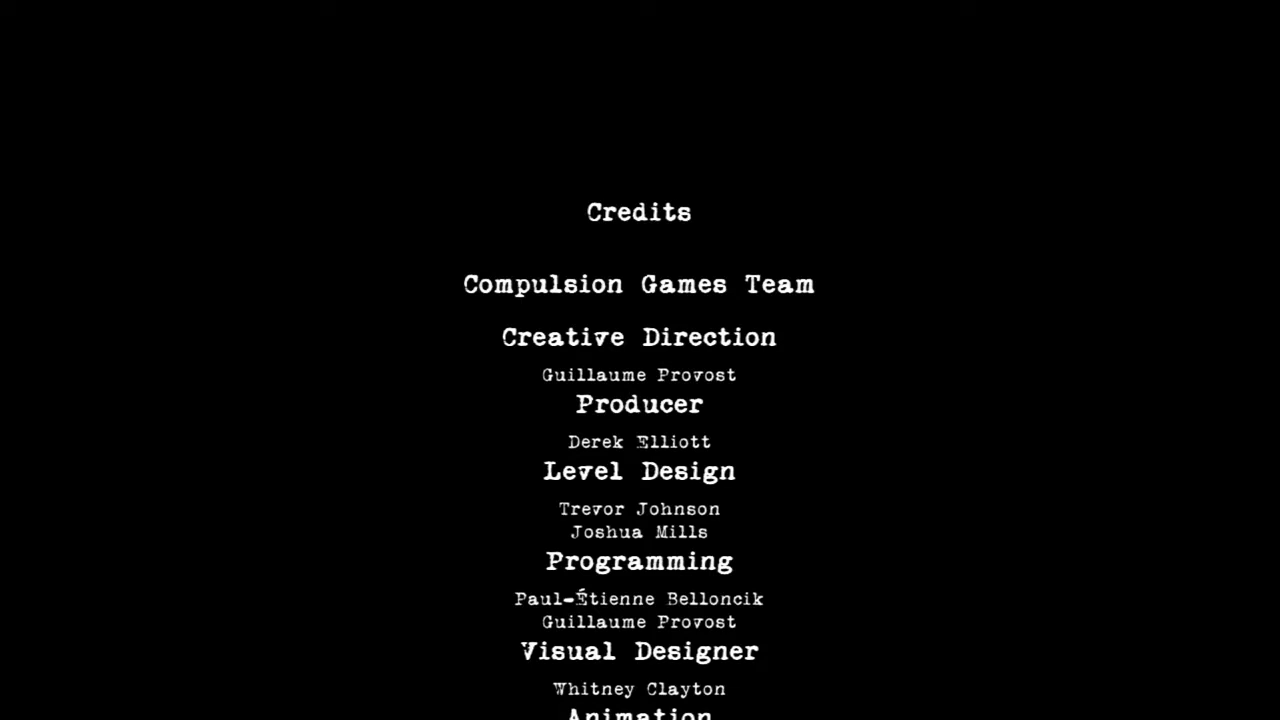 Credits
Compulsion Games Team
Creative Direction
Guillaume Provost
Producer
Derek Elliott
Level Design
Trevor Johnson
Joshua Mills
Programming
Paul-Étienne Belloncik
Guillaume Provost
Visual Designer
Whitney Clayton
Animation